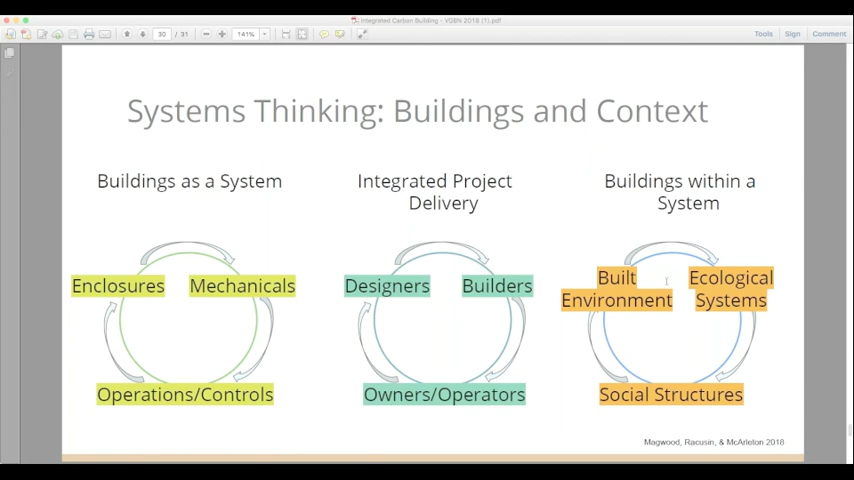 Integrated Carbon Building - VDBN 2018 (1).pdf
30 / 31
141%
Tools
Sign
Comment
Systems Thinking: Buildings and Context
Buildings as a System
Integrated Project
Delivery
Buildings within a
System
Enclosures
Mechanicals
Operations/Controls
Designers
Builders
Owners/Operators
Built
Environment
Ecological
Systems
Social Structures
Magwood, Racusin, & McArleton 2018